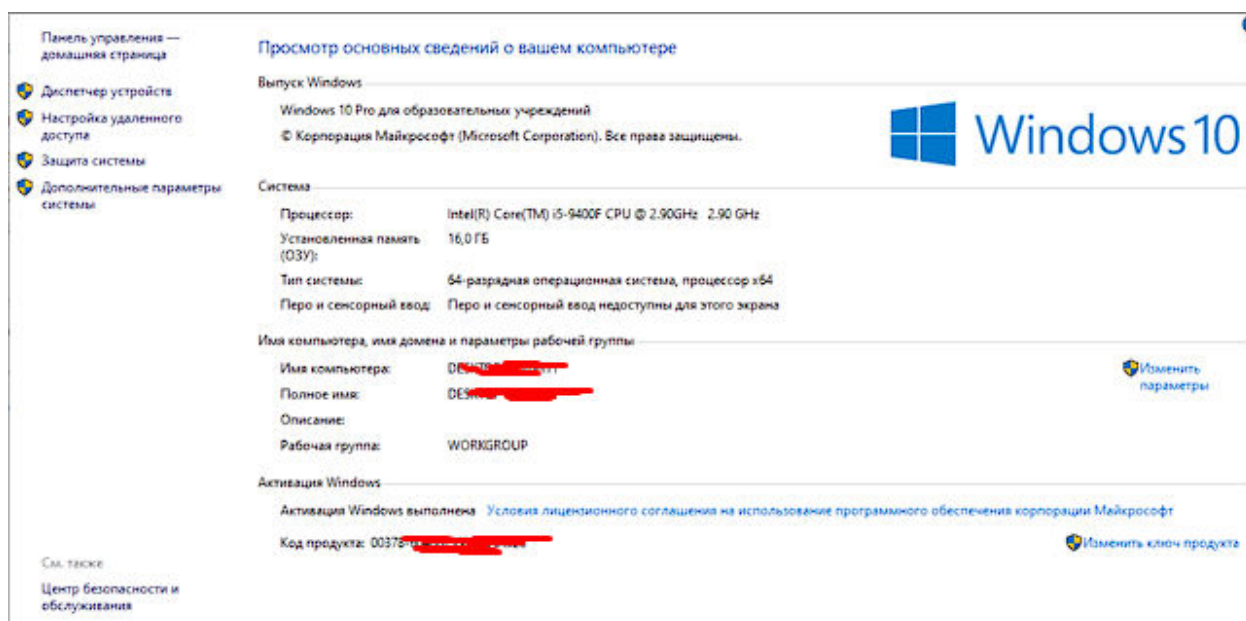 Панель управления —
домашняя страница
Диспетчер устройств
Настройка удаленного
доступа
Защита системы
Дополнительные параметры
системы
См. также
Центр безопасности и
обслуживания
Просмотр основных сведений о вашем компьютере
Выпуск Windows
Windows 10 Pro для образовательных учреждений
© Корпорация Майкрософт (Microsoft Corporation). Все права защищены.
Windows 10
Система
Процессор: Intel(R) Core(TM) i5-9400F CPU @ 2.90GHz 2.90 GHz
Установленная память 16,0 ГБ
(ОЗУ):
Тип системы: 64-разрядная операционная система, процессор x64
Перо и сенсорный ввод: Перо и сенсорный ввод недоступны для этого экрана
Имя компьютера, имя домена и параметры рабочей группы
Имя компьютера:
Изменить
параметры
Полное имя:
Описание:
Рабочая группа: WORKGROUP
Активация Windows
Активация Windows выполнена Условия лицензионного соглашения на использование программного обеспечения корпорации Майкрософт
Код продукта: 00378-
Изменить ключ продукта